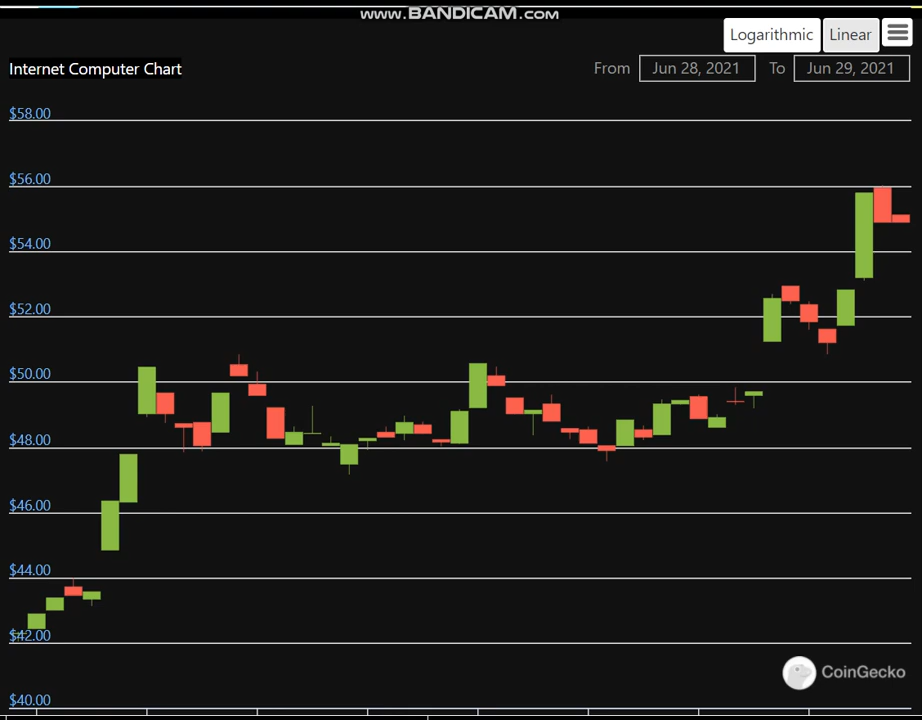 www.BANDICAM.com
Logarithmic Linear
Internet Computer Chart From Jun 28, 2021 To Jun 29, 2021
$58.00
$56.00
$54.00
$52.00
$50.00
$48.00
$46.00
$44.00
$42.00
CoinGecko
$40.00